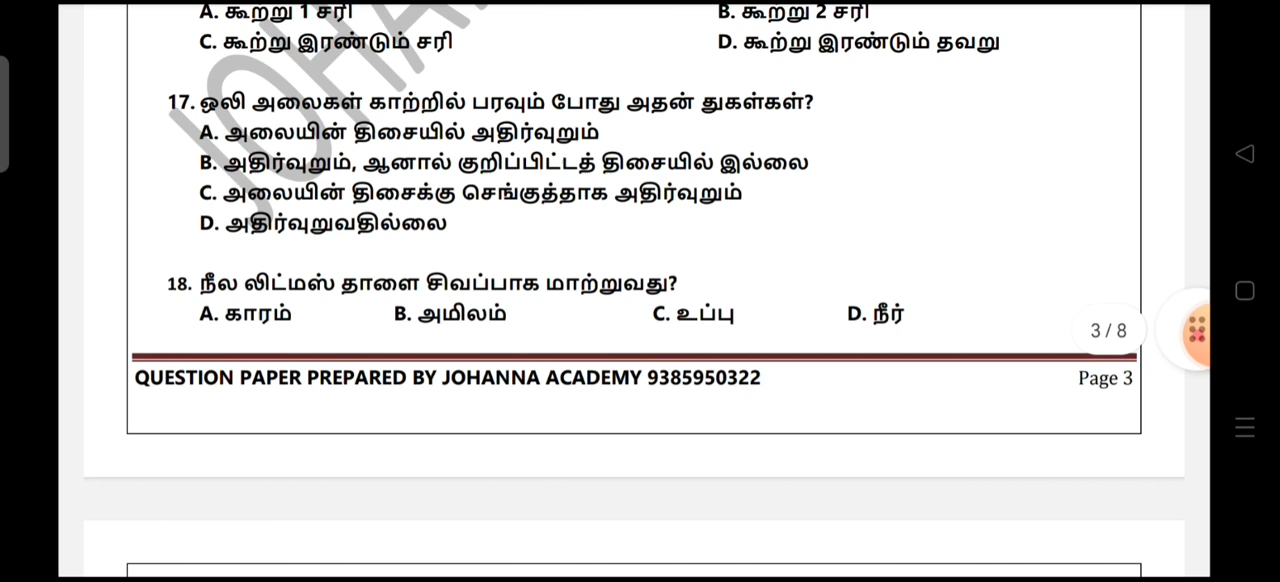 A. கூற்று 1 சரி B. கூற்று 2 சரி
C. கூற்று இரண்டும் சரி D. கூற்று இரண்டும் தவறு
17. ஒலி அலைகள் காற்றில் பரவும் போது அதன் துகள்கள்?
A. அலையின் திசையில் அதிர்வுறும்
B. அதிர்வுறும், ஆனால் குறிப்பிட்டத் திசையில் இல்லை
C. அலையின் திசைக்கு செங்குத்தாக அதிர்வுறும்
D. அதிர்வுறுவதில்லை
18. நீல லிட்மஸ் தாளை சிவப்பாக மாற்றுவது?
A. காரம் B. அமிலம் C. உப்பு D. நீர்
3 / 8
QUESTION PAPER PREPARED BY JOHANNA ACADEMY 9385950322 Page 3